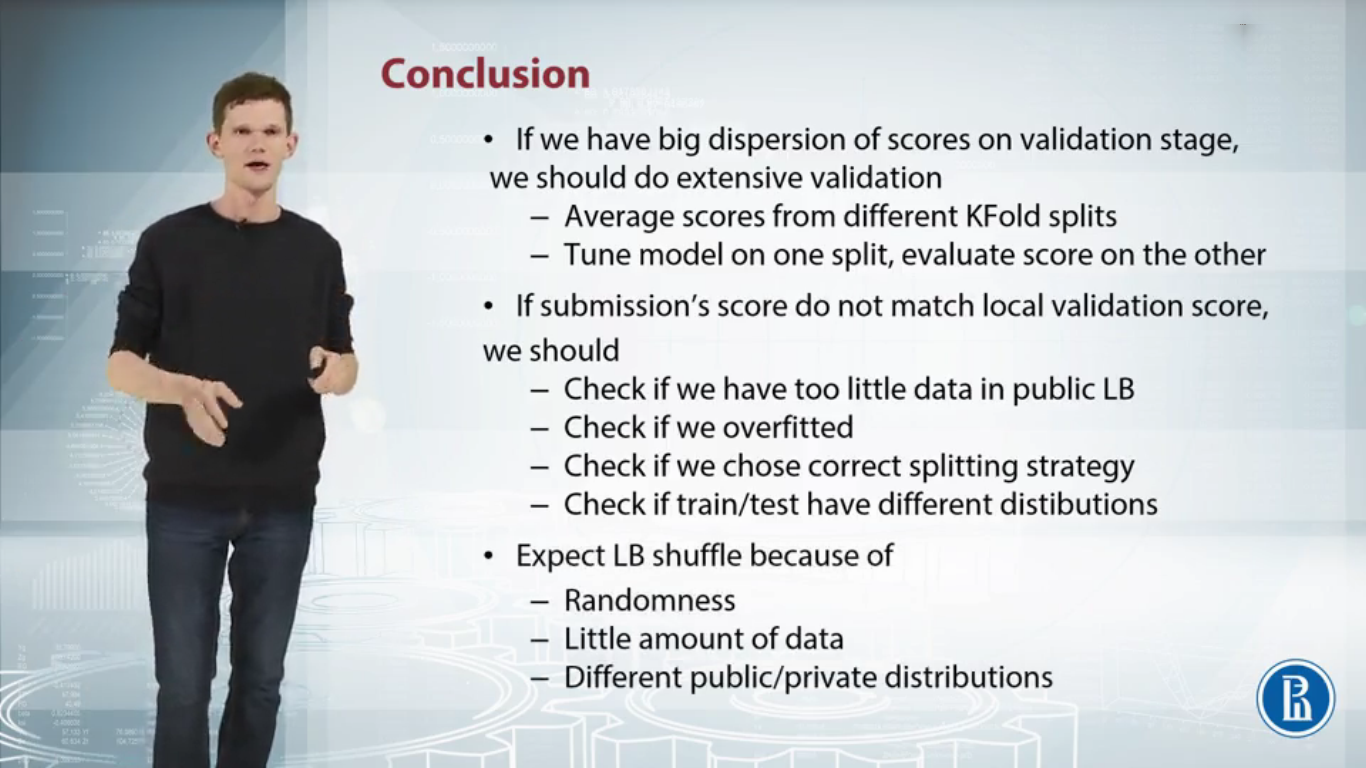 Conclusion
• If we have big dispersion of scores on validation stage,
we should do extensive validation
– Average scores from different KFold splits
– Tune model on one split, evaluate score on the other
• If submission’s score do not match local validation score,
we should
– Check if we have too little data in public LB
– Check if we overfitted
– Check if we chose correct splitting strategy
– Check if train/test have different distibutions
• Expect LB shuffle because of
– Randomness
– Little amount of data
– Different public/private distributions